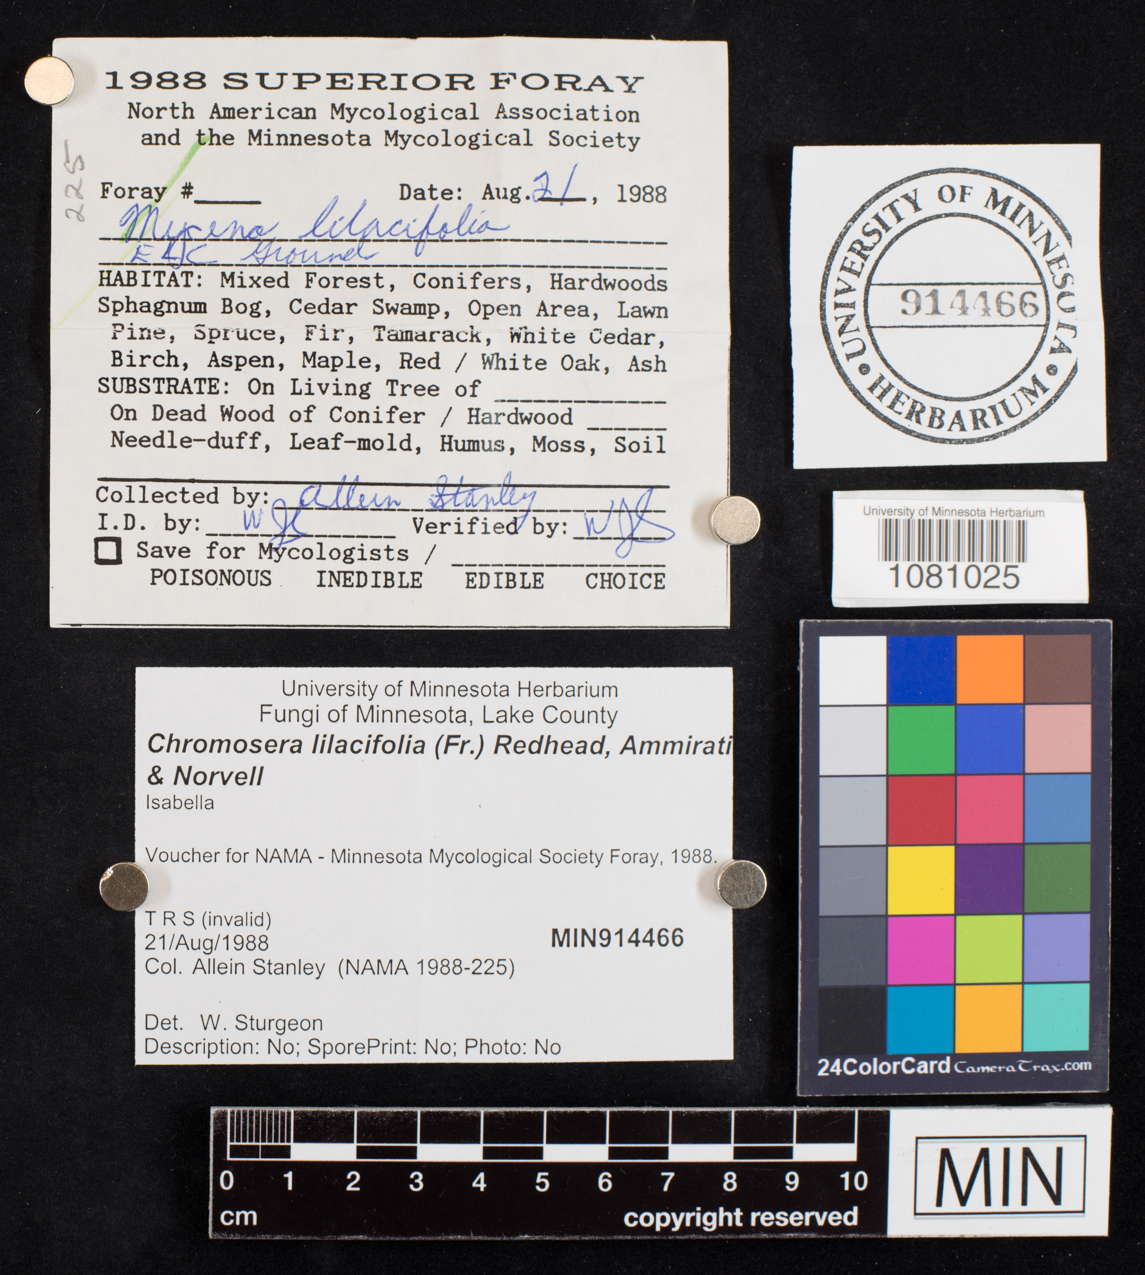 1988 SUPERIOR FORAY
North American Mycological Association
and the Minnesota Mycological Society
225
Foray #____ Date: Aug. 21, 1988
Mycena lilacifolia
Ground
HABITAT: Mixed Forest, Conifers, Hardwoods
Sphagnum Bog, Cedar Swamp, Open Area, Lawn
Pine, Spruce, Fir, Tamarack, White Cedar,
Birch, Aspen, Maple, Red / White Oak, Ash
SUBSTRATE: On Living Tree of ____
On Dead Wood of Conifer / Hardwood ____
Needle-duff, Leaf-mold, Humus, Moss, Soil
Collected by: Allein Stanley
I.D. by: WJS Verified by: WJS
Save for Mycologists / ____
POISONOUS INEDIBLE EDIBLE CHOICE
UNIVERSITY OF MINNESOTA
914466
• HERBARIUM •
University of Minnesota Herbarium
1081025
University of Minnesota Herbarium
Fungi of Minnesota, Lake County
Chromosera lilacifolia (Fr.) Redhead, Ammirati
& Norvell
Isabella
Voucher for NAMA - Minnesota Mycological Society Foray, 1988.
T R S (invalid)
21/Aug/1988 MIN914466
Col. Allein Stanley (NAMA 1988-225)
Det. W. Sturgeon
Description: No; SporePrint: No; Photo: No
24ColorCard CameraTrax.com
0 1 2 3 4 5 6 7 8 9 10
cm copyright reserved
MIN